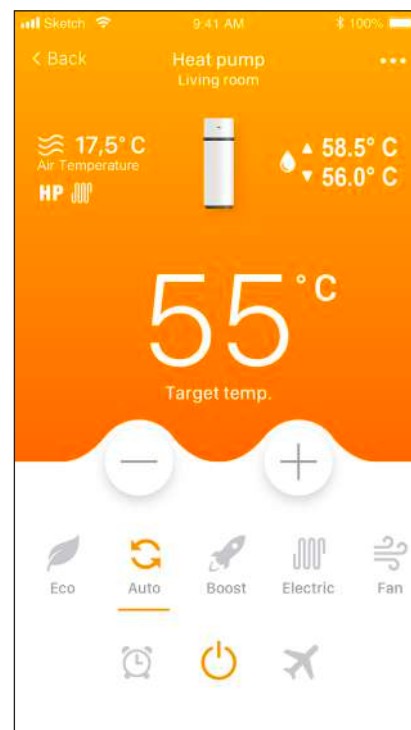 Sketch 9:41 AM 100%
< Back Heat pump •••
Living room
17,5° C ▲ 58.5° C
Air Temperature ▼ 56.0° C
HP
55 °C
Target temp.
Eco Auto Boost Electric Fan